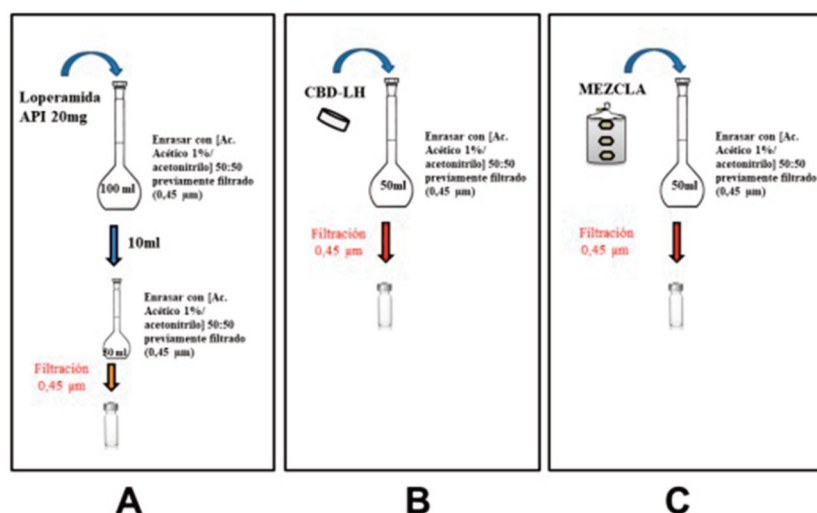 Loperamida
API 20mg
Enrasar con [Ac.
Acético 1%/
acetonitrilo] 50:50
previamente filtrado
(0,45 µm)
100 ml
10ml
Enrasar con [Ac.
Acético 1%/
acetonitrilo] 50:50
previamente filtrado
(0,45 µm)
50 ml
Filtración
0,45 µm
A
CBD-LH
Enrasar con [Ac.
Acético 1%/
acetonitrilo] 50:50
previamente filtrado
(0,45 µm)
50ml
Filtración
0,45 µm
B
MEZCLA
Enrasar con [Ac.
Acético 1%/
acetonitrilo] 50:50
previamente filtrado
(0,45 µm)
50ml
Filtración
0,45 µm
C